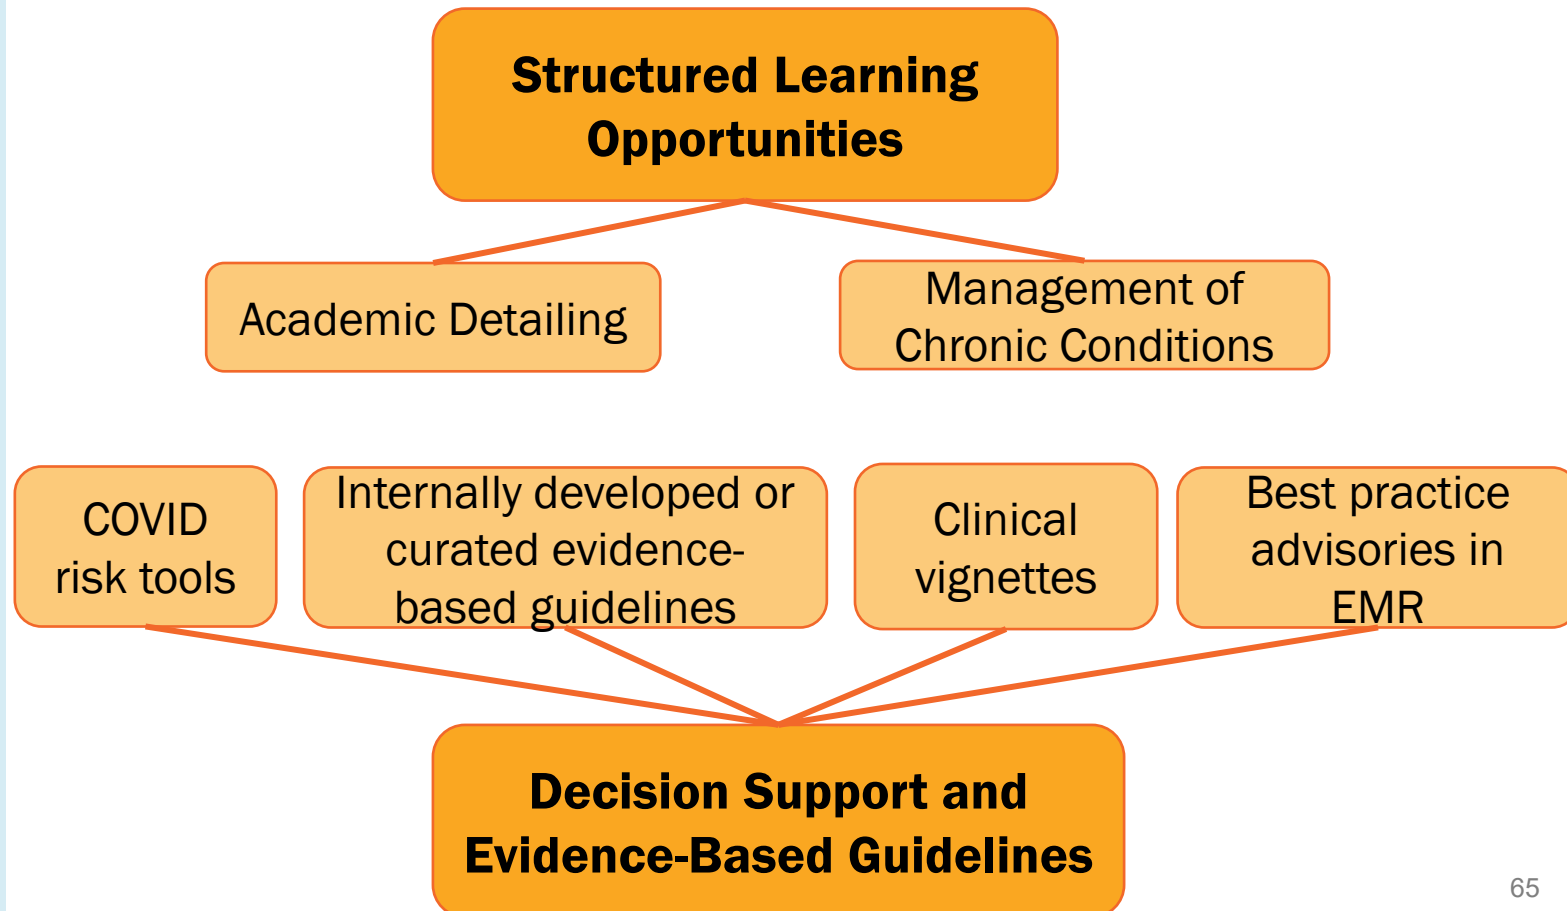 Structured Learning
Opportunities
Academic Detailing
Management of
Chronic Conditions
COVID
risk tools
Internally developed or
curated evidence-
based guidelines
Clinical
vignettes
Best practice
advisories in
EMR
Decision Support and
Evidence-Based Guidelines
65